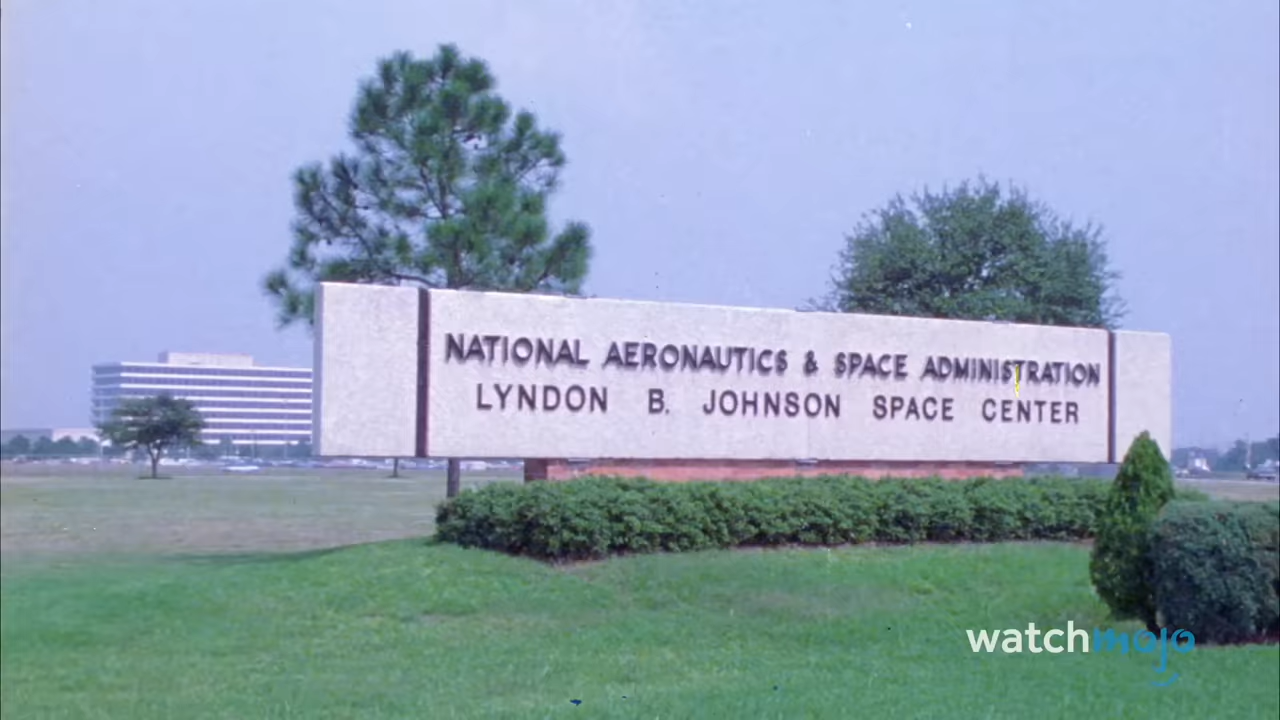 NATIONAL AERONAUTICS & SPACE ADMINISTRATION
LYNDON B. JOHNSON SPACE CENTER
watchmojo